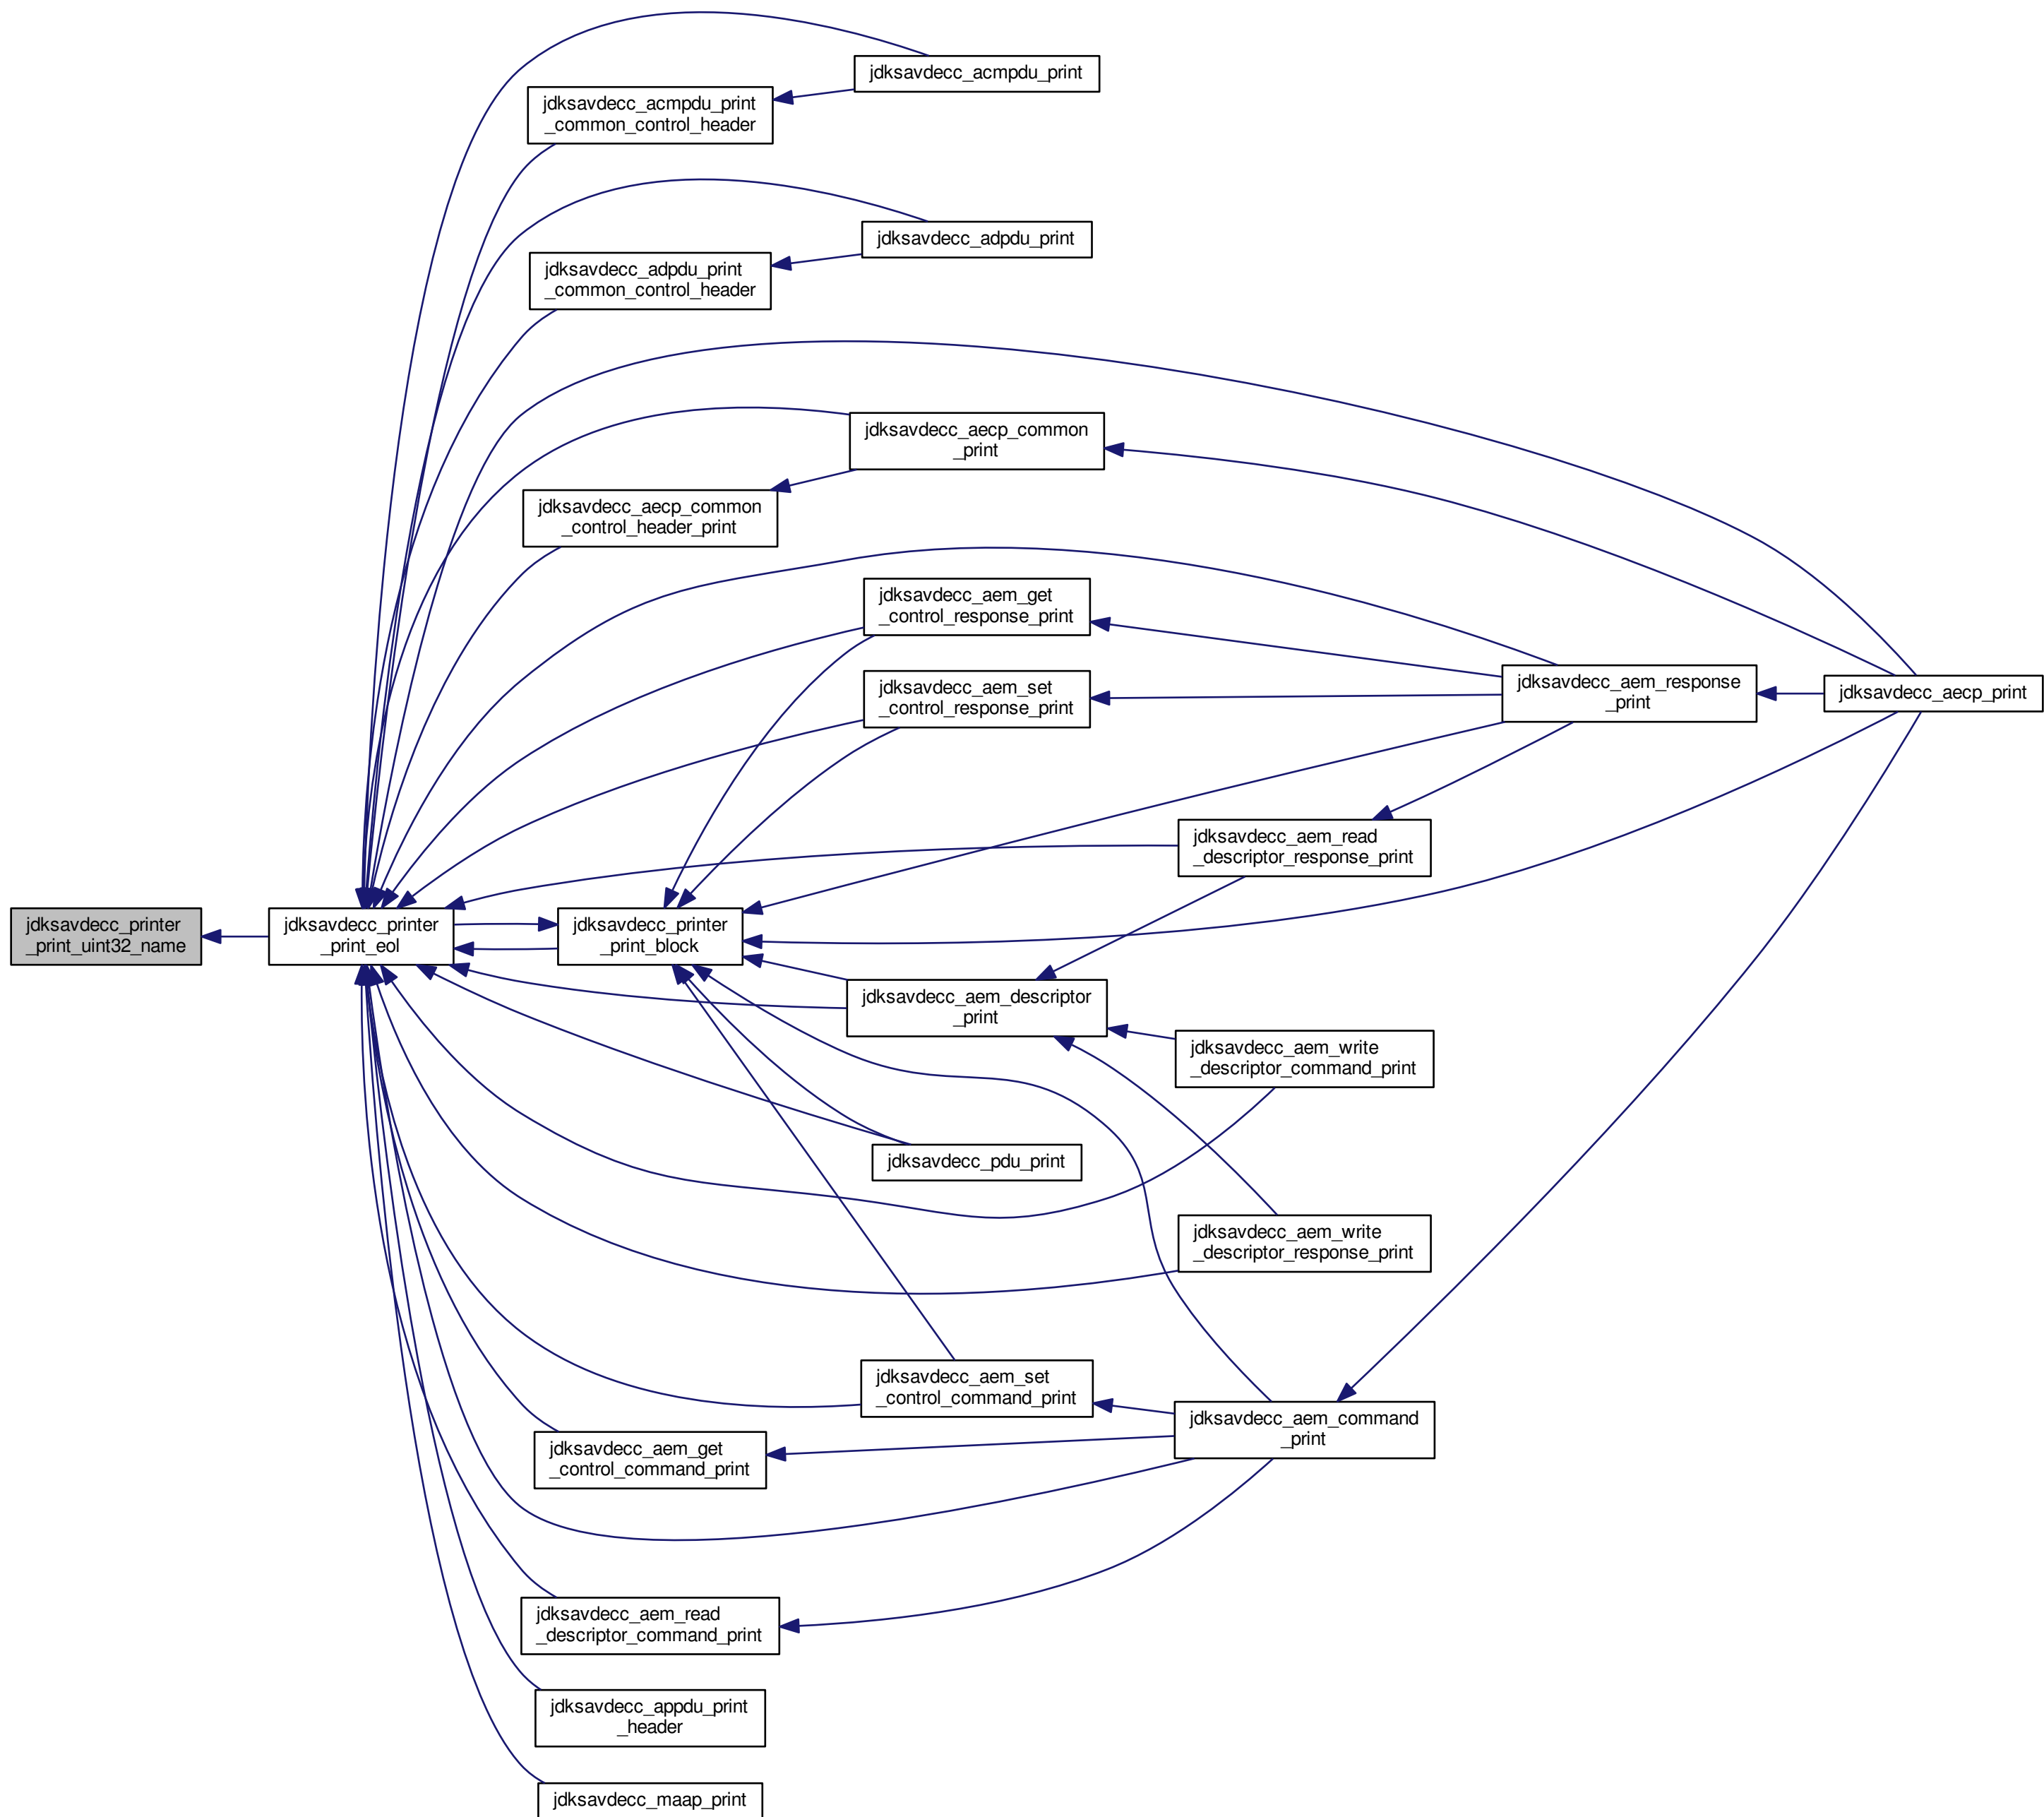 jdksavdecc_acmpdu_print
jdksavdecc_acmpdu_print
_common_control_header
jdksavdecc_adpdu_print
jdksavdecc_adpdu_print
_common_control_header
jdksavdecc_aecp_common
_print
jdksavdecc_aecp_common
_control_header_print
jdksavdecc_aem_get
_control_response_print
jdksavdecc_aem_set
_control_response_print
jdksavdecc_aem_response
_print
jdksavdecc_aecp_print
jdksavdecc_aem_read
_descriptor_response_print
jdksavdecc_printer
_print_uint32_name
jdksavdecc_printer
_print_eol
jdksavdecc_printer
_print_block
jdksavdecc_aem_descriptor
_print
jdksavdecc_aem_write
_descriptor_command_print
jdksavdecc_pdu_print
jdksavdecc_aem_write
_descriptor_response_print
jdksavdecc_aem_set
_control_command_print
jdksavdecc_aem_command
_print
jdksavdecc_aem_get
_control_command_print
jdksavdecc_aem_read
_descriptor_command_print
jdksavdecc_appdu_print
_header
jdksavdecc_maap_print